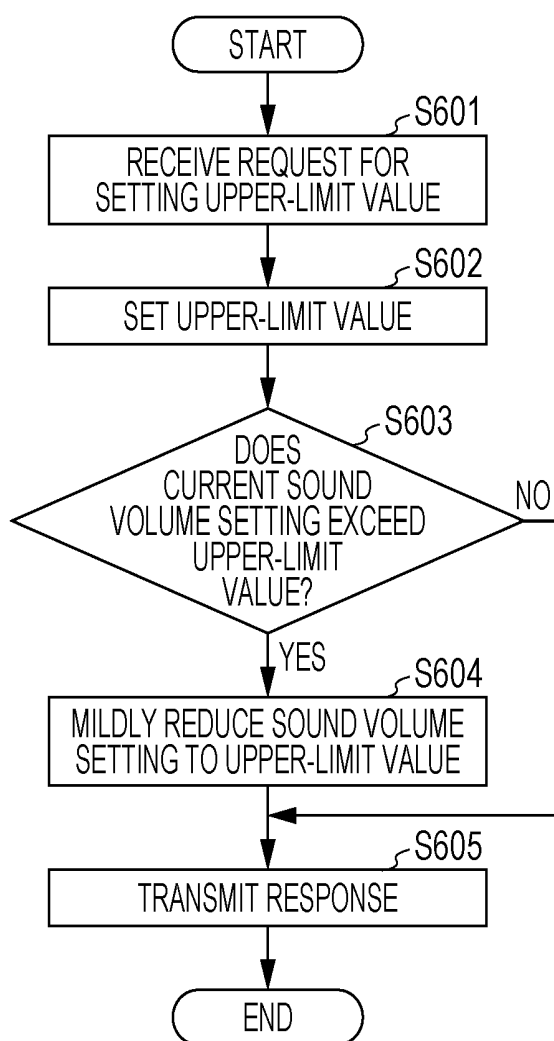 START
S601
RECEIVE REQUEST FOR
SETTING UPPER-LIMIT VALUE
S602
SET UPPER-LIMIT VALUE
S603
DOES
CURRENT SOUND
VOLUME SETTING EXCEED
UPPER-LIMIT
VALUE?
NO
YES
S604
MILDLY REDUCE SOUND VOLUME
SETTING TO UPPER-LIMIT VALUE
S605
TRANSMIT RESPONSE
END